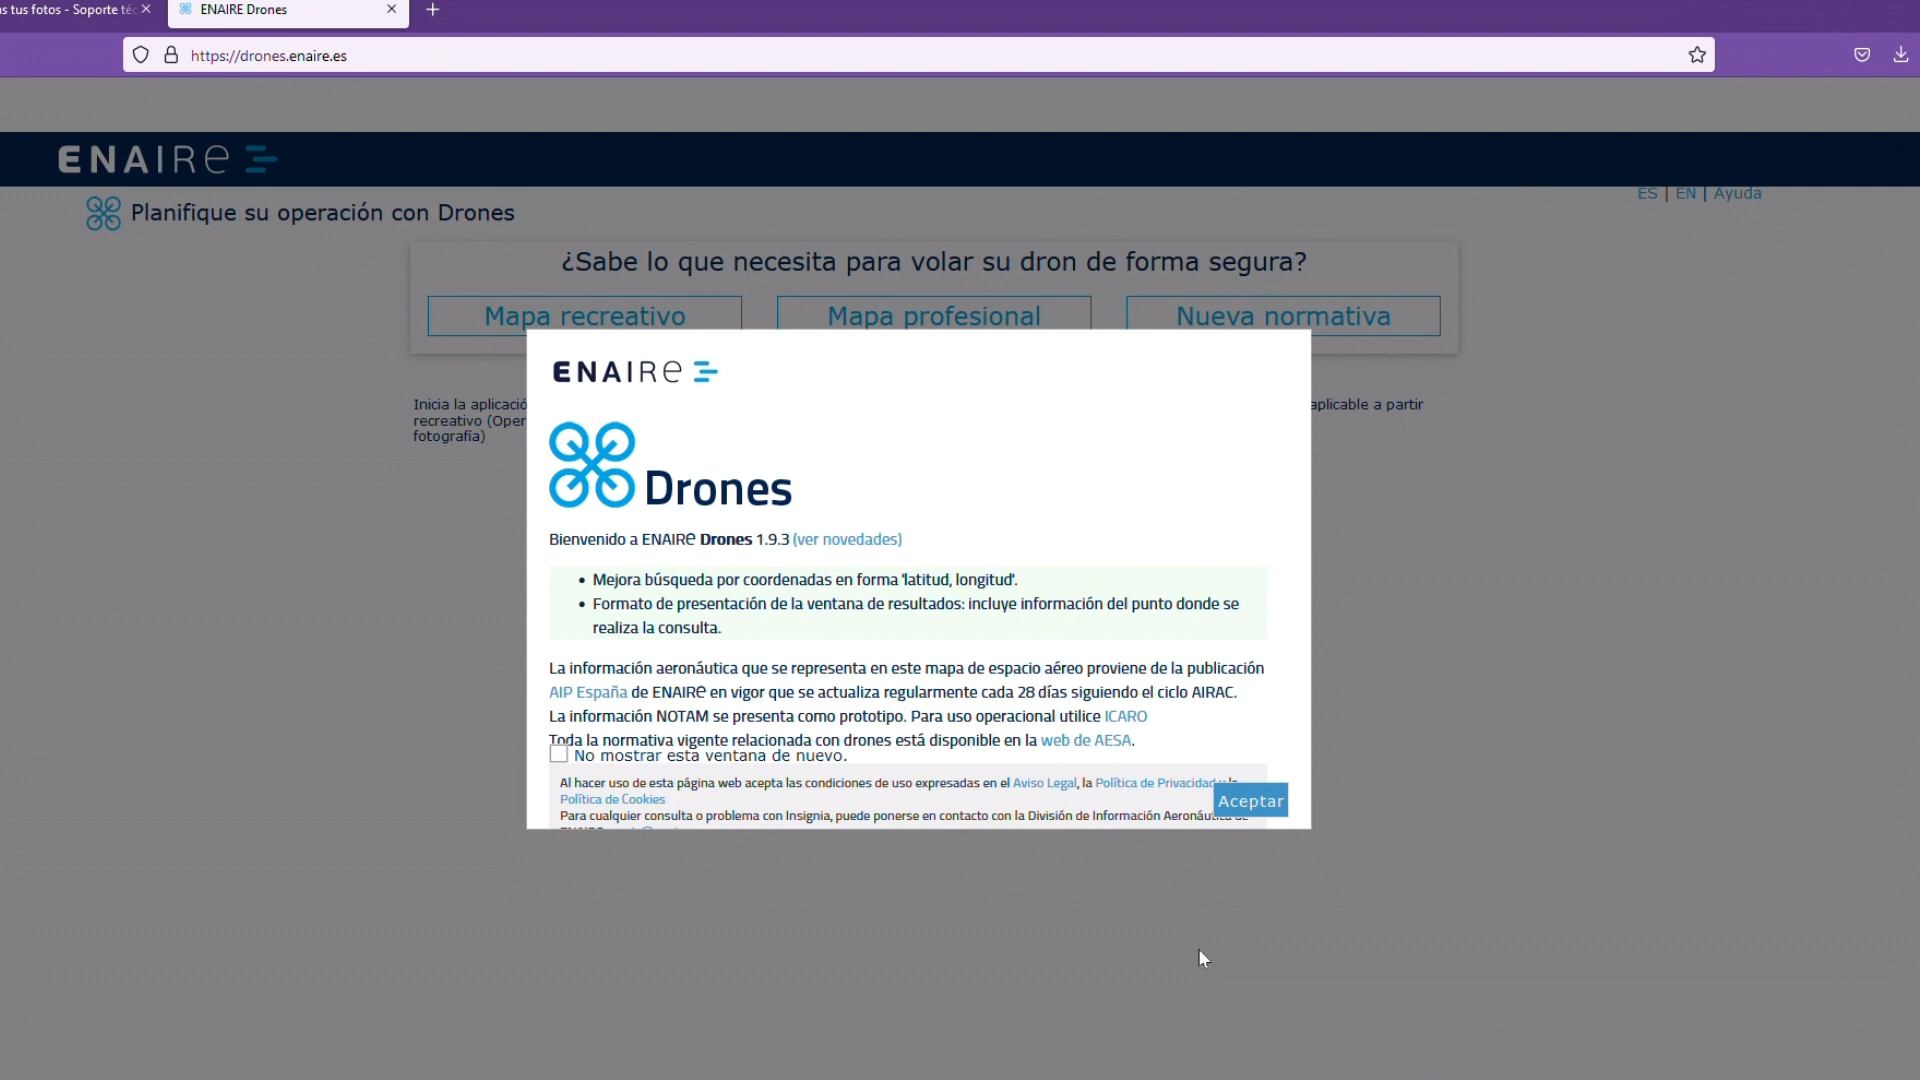 s tus fotos - Soporte téc
ENAIRE Drones
https://drones.enaire.es
ENAIRe
ES | EN | Ayuda
Planifique su operación con Drones
¿Sabe lo que necesita para volar su dron de forma segura?
Mapa recreativo
Mapa profesional
Nueva normativa
Inicia la aplicació
aplicable a partir
recreativo (Oper
fotografía)
ENAIRe
Drones
Bienvenido a ENAIRe Drones 1.9.3 (ver novedades)
• Mejora búsqueda por coordenadas en forma 'latitud, longitud'.
• Formato de presentación de la ventana de resultados: incluye información del punto donde se
realiza la consulta.
La información aeronáutica que se representa en este mapa de espacio aéreo proviene de la publicación
AIP España de ENAIRe en vigor que se actualiza regularmente cada 28 días siguiendo el ciclo AIRAC.
La información NOTAM se presenta como prototipo. Para uso operacional utilice ICARO
Toda la normativa vigente relacionada con drones está disponible en la web de AESA.
No mostrar esta ventana de nuevo.
Al hacer uso de esta página web acepta las condiciones de uso expresadas en el Aviso Legal, la Política de Privacidad y la
Política de Cookies
Aceptar
Para cualquier consulta o problema con Insignia, puede ponerse en contacto con la División de Información Aeronáutica de